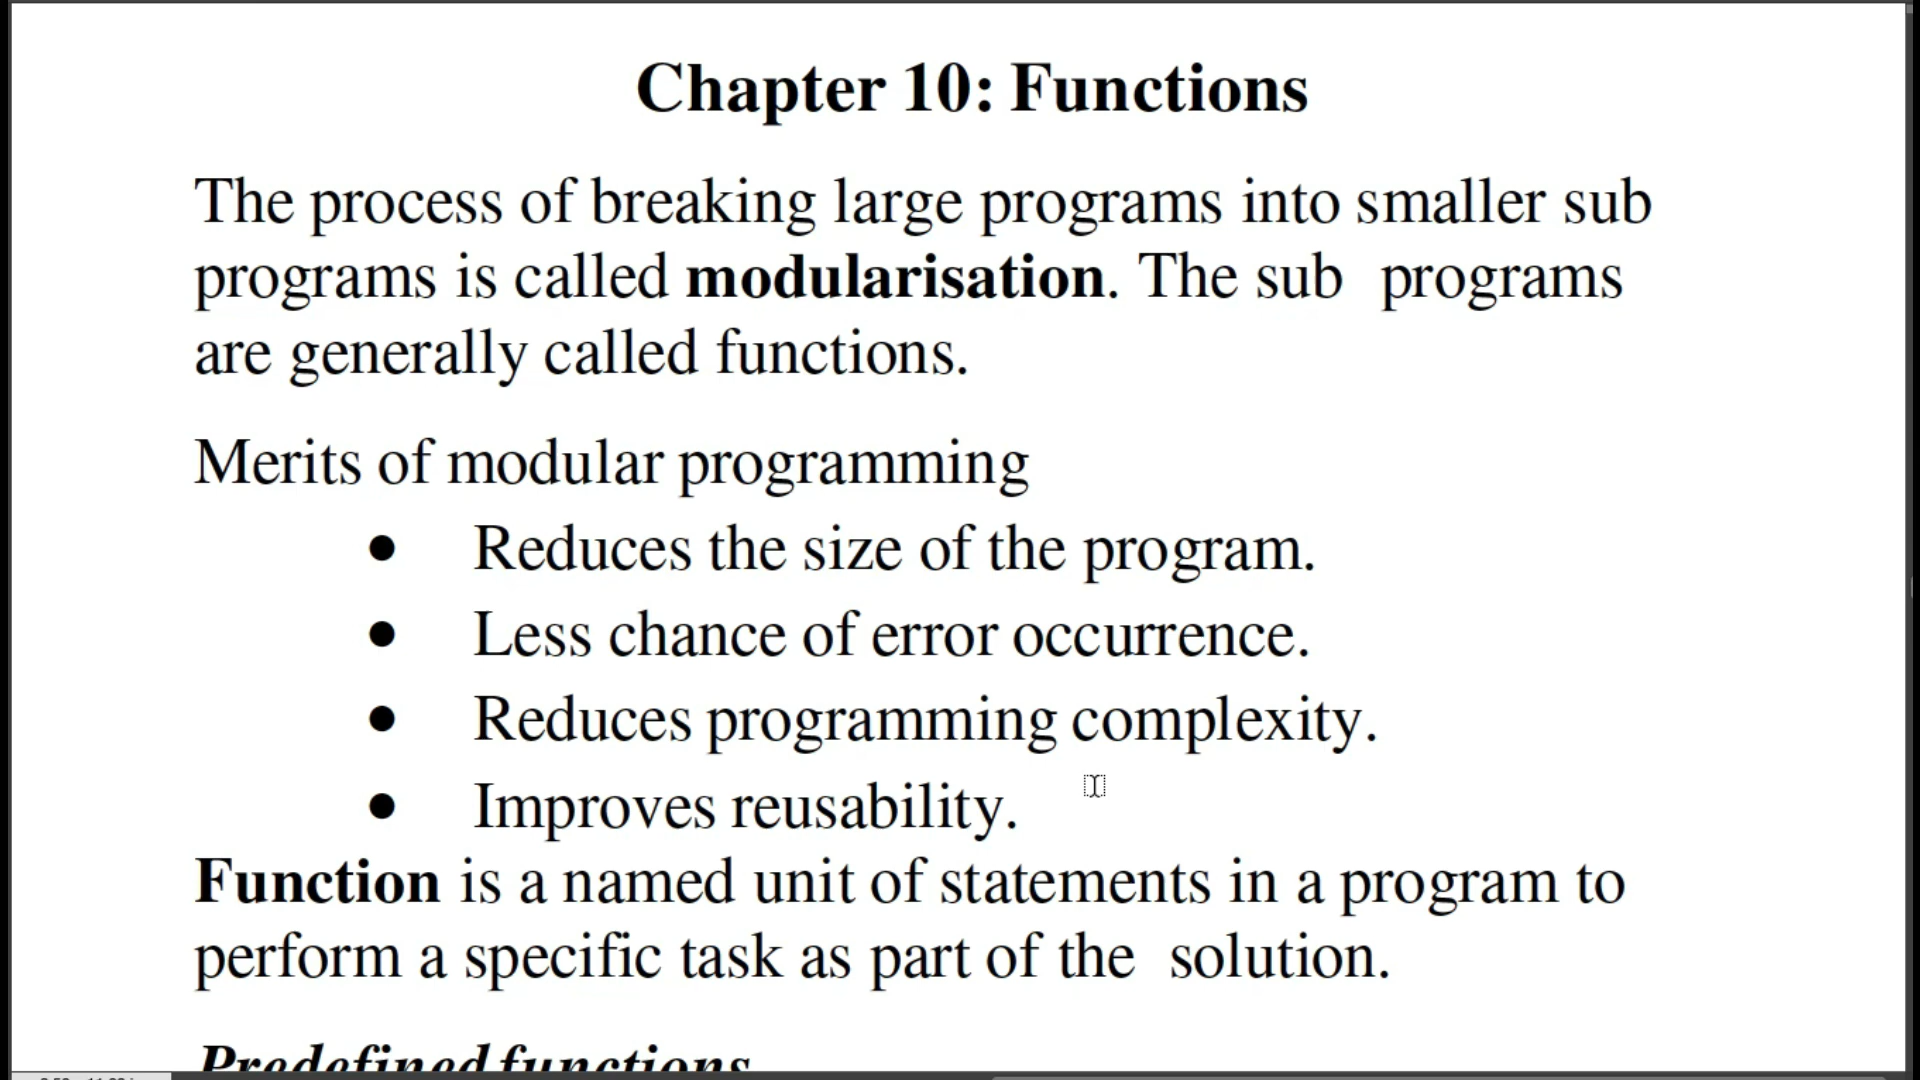 Chapter 10: Functions
The process of breaking large programs into smaller sub
programs is called modularisation. The sub programs
are generally called functions.
Merits of modular programming
● Reduces the size of the program.
● Less chance of error occurrence.
● Reduces programming complexity.
● Improves reusability.
Function is a named unit of statements in a program to
perform a specific task as part of the solution.
Predefined functions